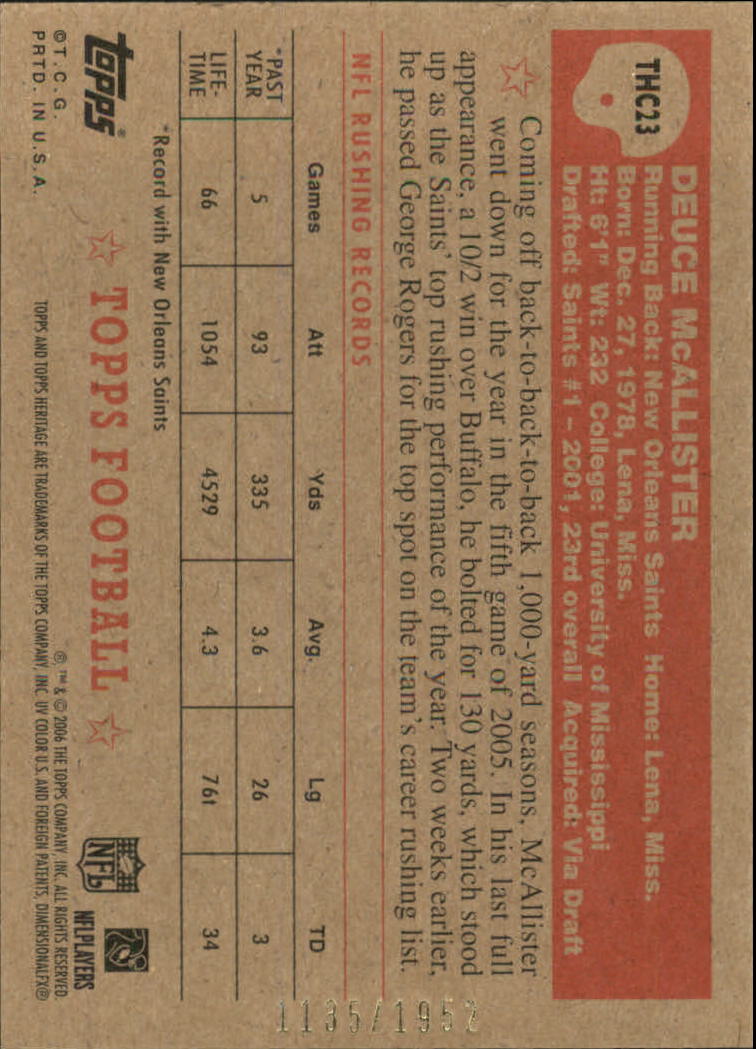 THC23
DEUCE McALLISTER
Running Back: New Orleans Saints Home: Lena, Miss.
Born: Dec. 27, 1978, Lena, Miss.
Ht: 6'1" Wt: 232 College: University of Mississippi
Drafted: Saints #1 - 2001, 23rd overall Acquired: Via Draft
Coming off back-to-back-to-back 1,000-yard seasons, McAllister
went down for the year in the fifth game of 2005. In his last full
appearance, a 10/2 win over Buffalo, he bolted for 130 yards, which stood
up as the Saints' top rushing performance of the year. Two weeks earlier,
he passed George Rogers for the top spot on the team's career rushing list.
NFL RUSHING RECORDS
Games Att Yds Avg. Lg TD
*PAST YEAR 5 93 335 3.6 26 3
LIFE-TIME 66 1054 4529 4.3 76t 34
*Record with New Orleans Saints
topps®
TOPPS FOOTBALL
NFL
NFLPLAYERS
© T.C.G.
PRTD. IN U.S.A.
®, ™ & © 2006 THE TOPPS COMPANY, INC. ALL RIGHTS RESERVED.
TOPPS AND TOPPS HERITAGE ARE TRADEMARKS OF THE TOPPS COMPANY, INC. UV COLOR U.S. AND FOREIGN PATENTS, DIMENSIONALFX®
1135/1952